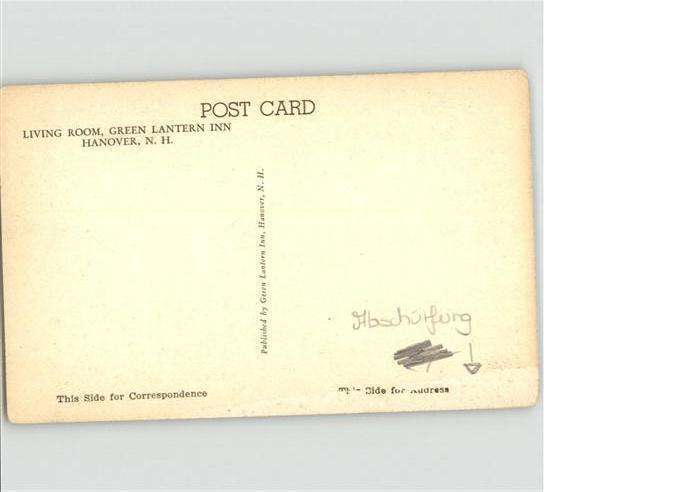 POST CARD
LIVING ROOM, GREEN LANTERN INN
HANOVER, N. H.
Published by Green Lantern Inn, Hanover, N. H.
Abschürfung
This Side for Correspondence
This Side for Address